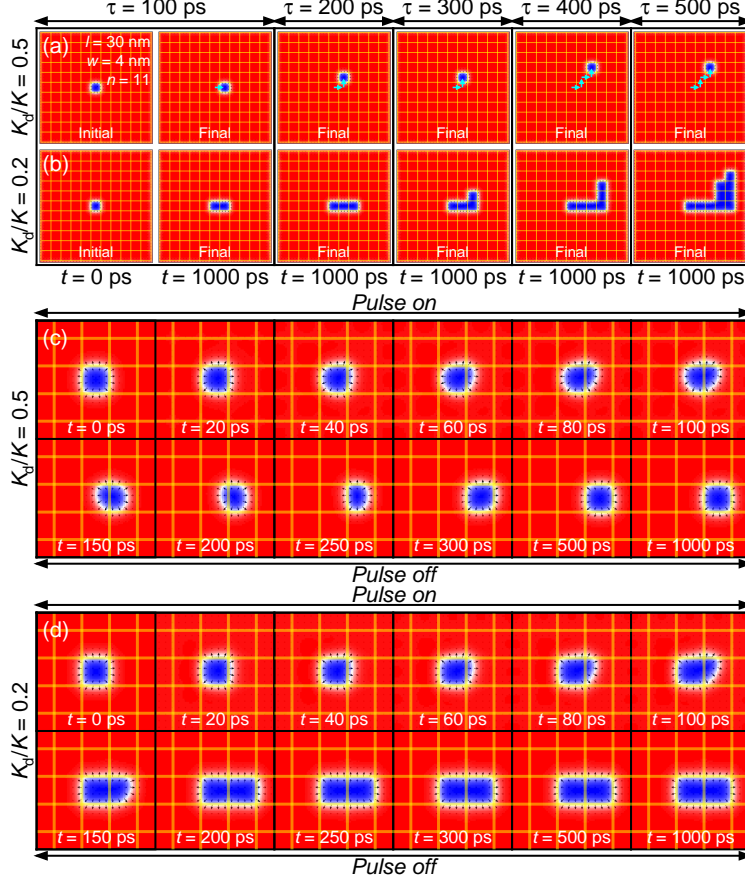 τ = 100 ps τ = 200 ps τ = 300 ps τ = 400 ps τ = 500 ps
K_d/K = 0.5
(a)
l = 30 nm
w = 4 nm
n = 11
Initial Final Final Final Final Final
K_d/K = 0.2
(b)
Initial Final Final Final Final Final
t = 0 ps t = 1000 ps t = 1000 ps t = 1000 ps t = 1000 ps t = 1000 ps
Pulse on
K_d/K = 0.5
(c)
t = 0 ps t = 20 ps t = 40 ps t = 60 ps t = 80 ps t = 100 ps
t = 150 ps t = 200 ps t = 250 ps t = 300 ps t = 500 ps t = 1000 ps
Pulse off
Pulse on
K_d/K = 0.2
(d)
t = 0 ps t = 20 ps t = 40 ps t = 60 ps t = 80 ps t = 100 ps
t = 150 ps t = 200 ps t = 250 ps t = 300 ps t = 500 ps t = 1000 ps
Pulse off